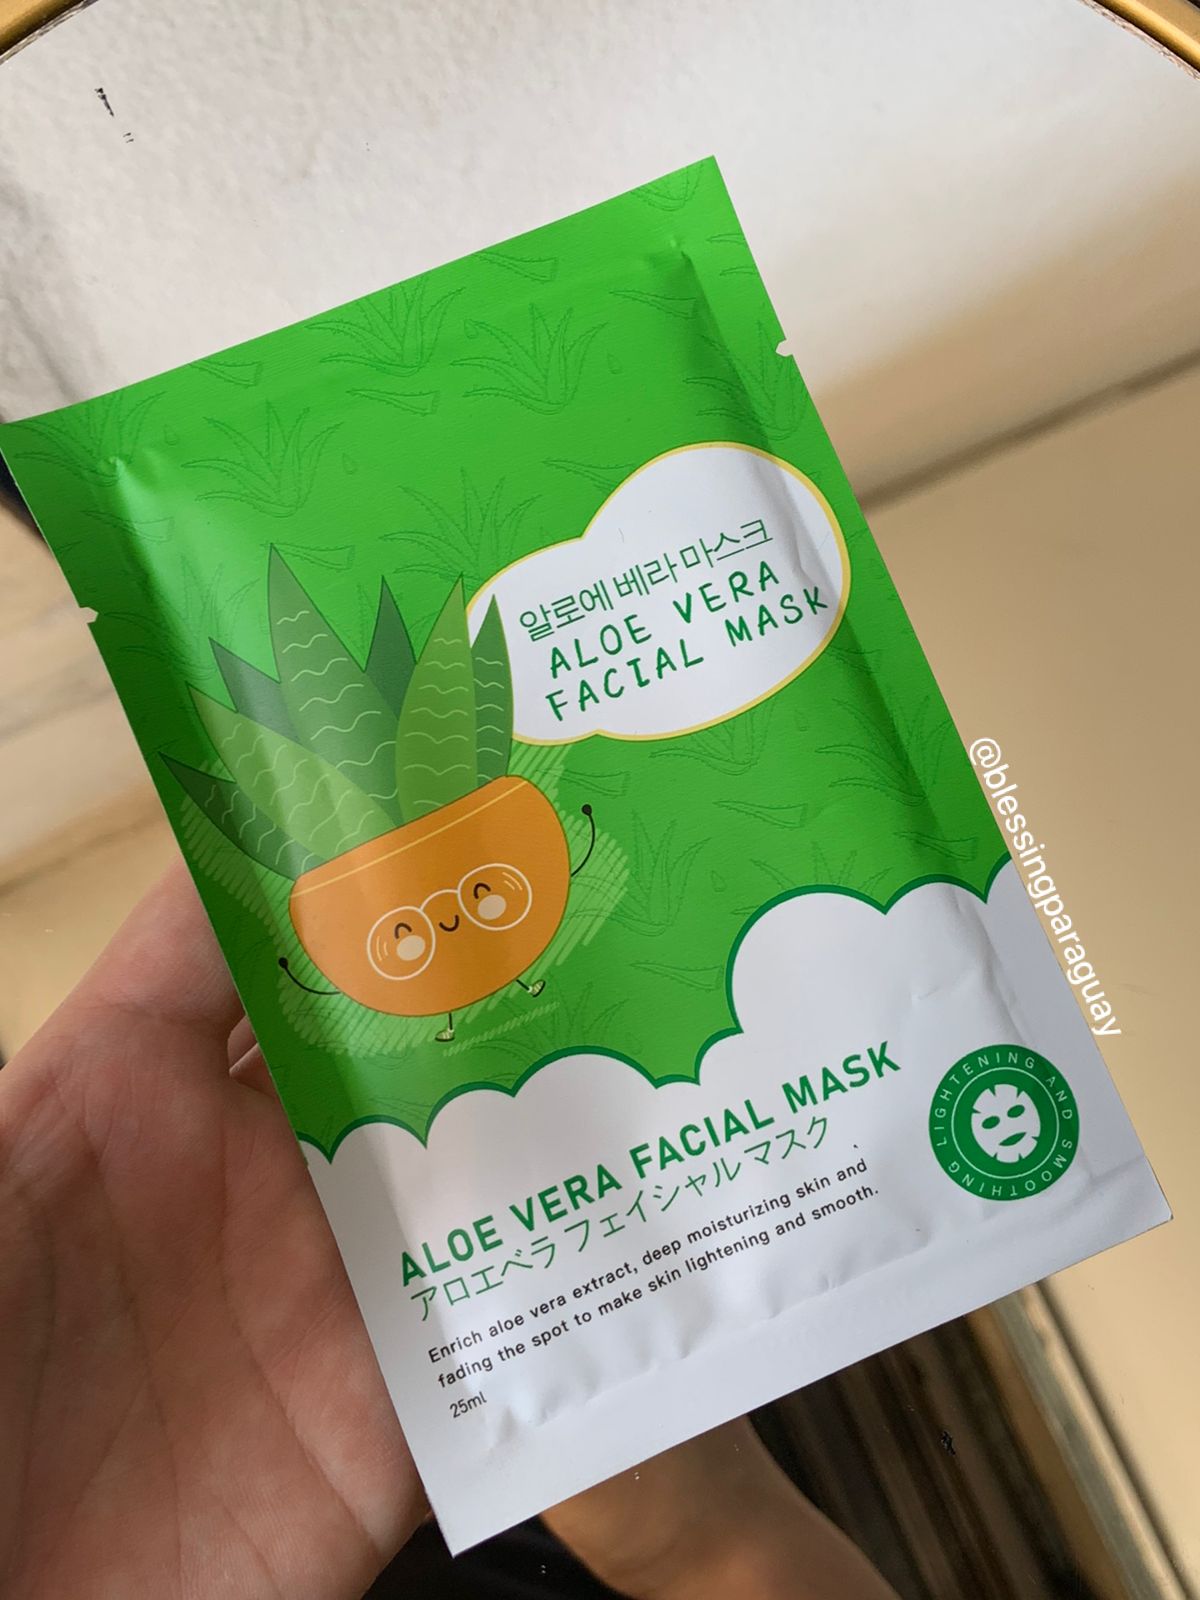 알로에 베라 마스크
ALOE VERA
FACIAL MASK
@blessingparaguay
ALOE VERA FACIAL MASK
アロエベラ フェイシャルマスク
Enrich aloe vera extract, deep moisturizing skin and
fading the spot to make skin lightening and smooth.
25ml
LIGHTENING AND SMOOTHING